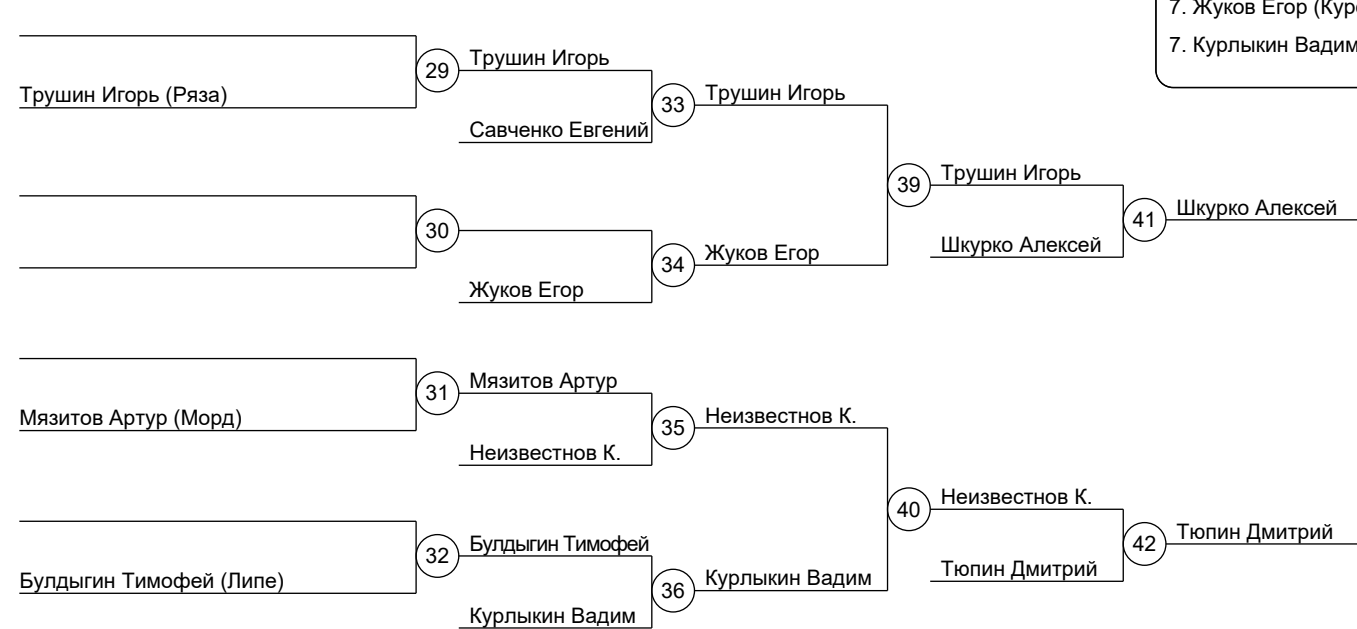 7. Жуков Егор
7. Курлыкин Вадим
Трушин Игорь (Ряза)
29
Трушин Игорь
Савченко Евгений
33
Трушин Игорь
30
Жуков Егор
34
Жуков Егор
39
Трушин Игорь
Шкурко Алексей
41
Шкурко Алексей
Мязитов Артур (Морд)
31
Мязитов Артур
Неизвестнов К.
35
Неизвестнов К.
Булдыгин Тимофей (Липе)
32
Булдыгин Тимофей
Курлыкин Вадим
36
Курлыкин Вадим
40
Неизвестнов К.
Тюпин Дмитрий
42
Тюпин Дмитрий